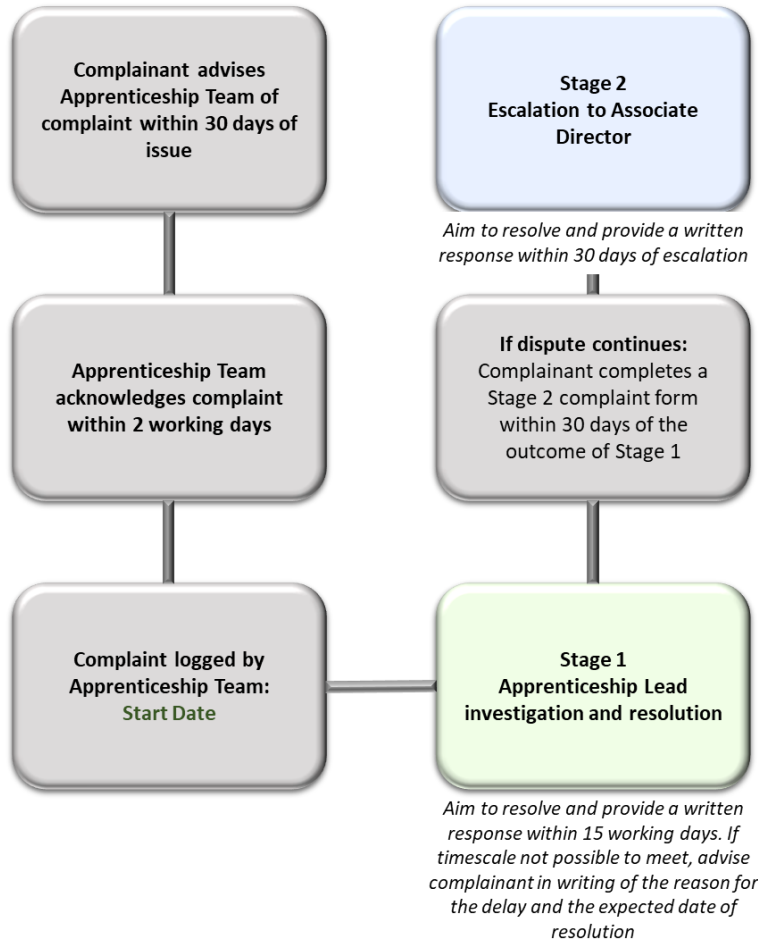 Complainant advises
Apprenticeship Team of
complaint within 30 days of
issue
Apprenticeship Team
acknowledges complaint
within 2 working days
Complaint logged by
Apprenticeship Team:
Start Date
Stage 1
Apprenticeship Lead
investigation and resolution
Aim to resolve and provide a written
response within 15 working days. If
timescale not possible to meet, advise
complainant in writing of the reason for
the delay and the expected date of
resolution
If dispute continues:
Complainant completes a
Stage 2 complaint form
within 30 days of the
outcome of Stage 1
Stage 2
Escalation to Associate
Director
Aim to resolve and provide a written
response within 30 days of escalation